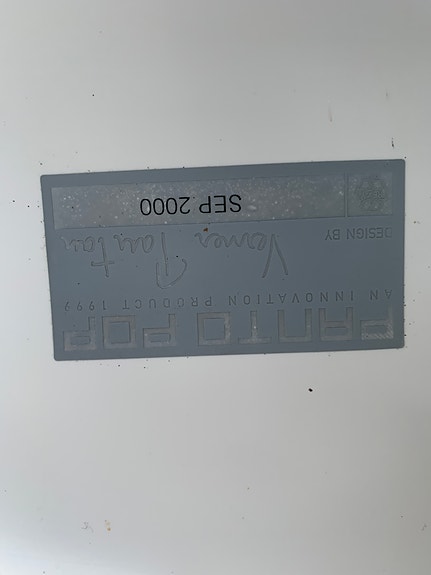 PANTO POP
AN INNOVATION PRODUCT 1999
DESIGN BY Verner Panton
SEP 2000